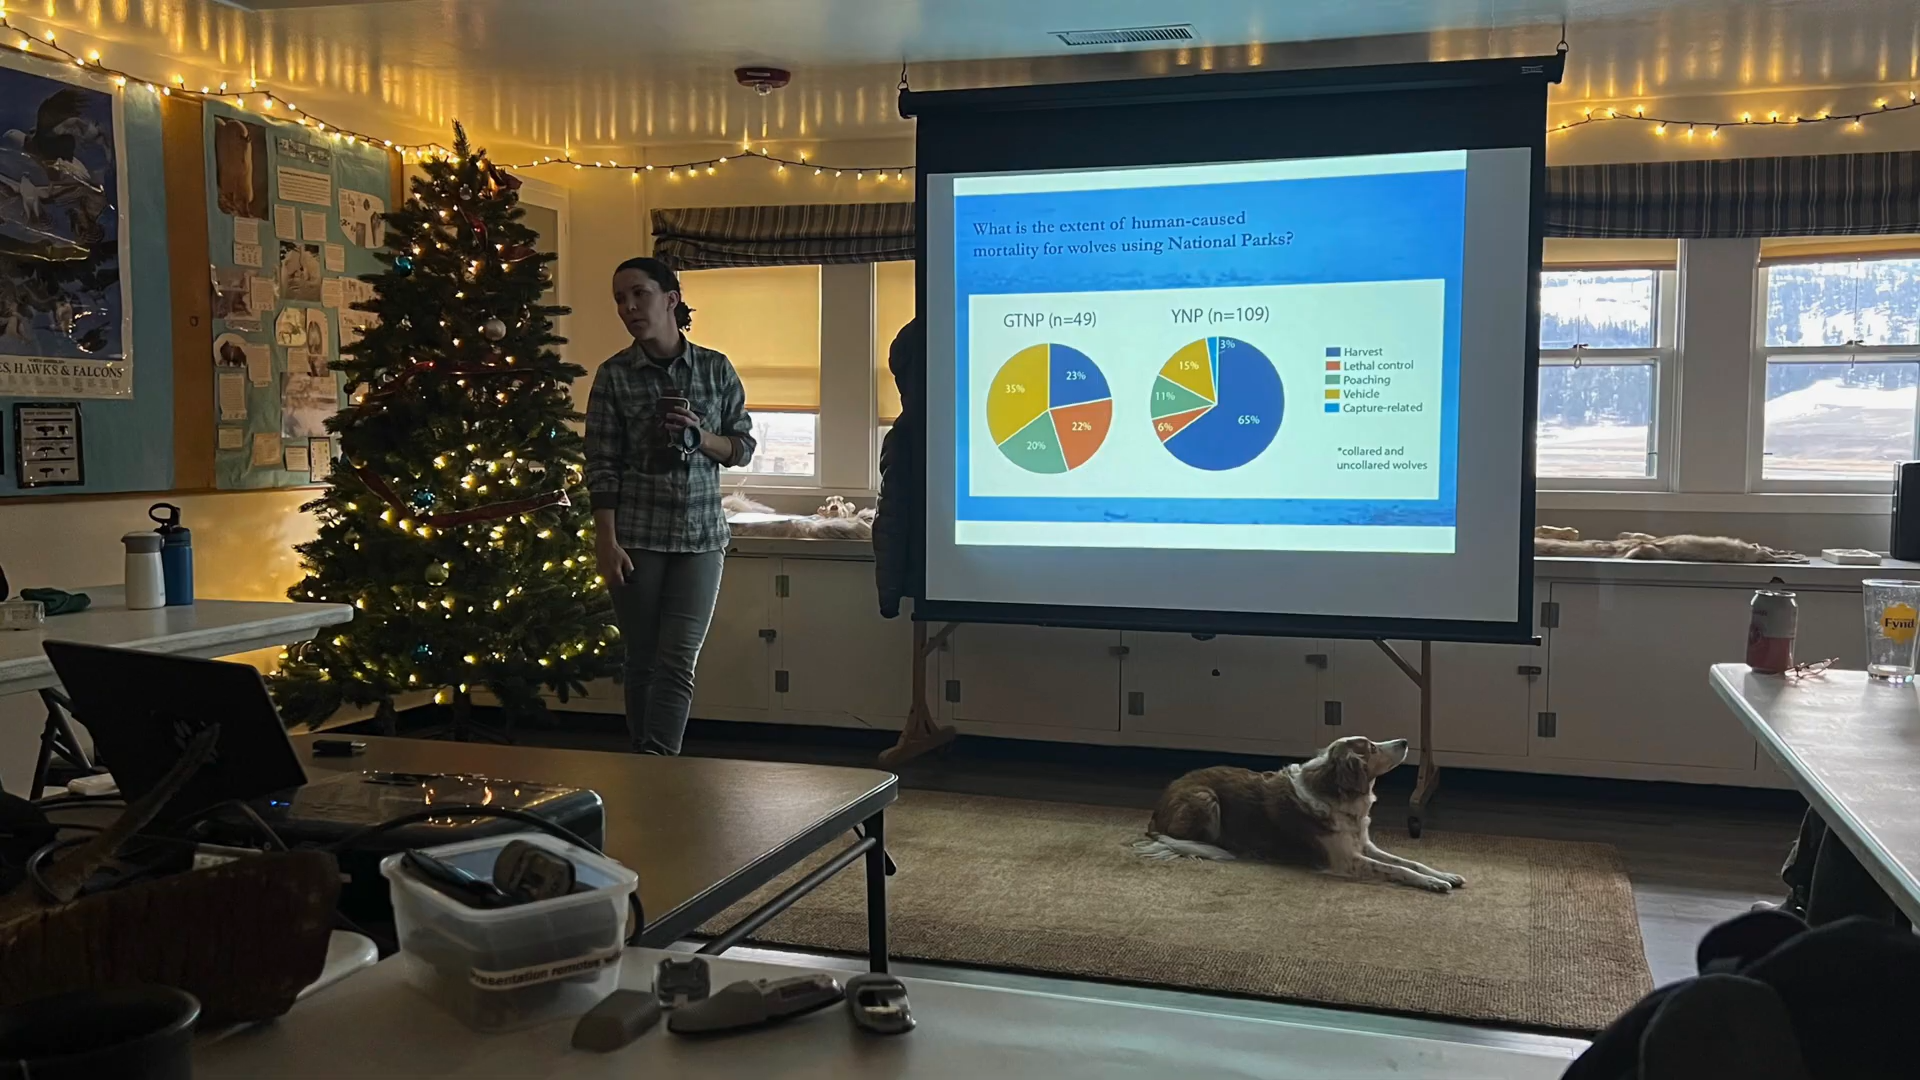 What is the extent of human-caused
mortality for wolves using National Parks?
GTNP (n=49)
YNP (n=109)
35%
23%
22%
20%
3%
15%
11%
6%
65%
Harvest
Lethal control
Poaching
Vehicle
Capture-related
*collared and
uncollared wolves
ES, HAWKS & FALCONS
Fynd
Presentation remotes